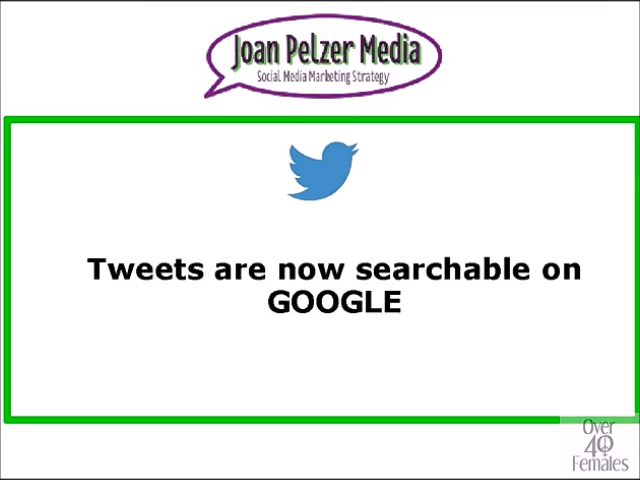 Joan Pelzer Media
Social Media Marketing Strategy
Tweets are now searchable on
GOOGLE
Over
40
Females